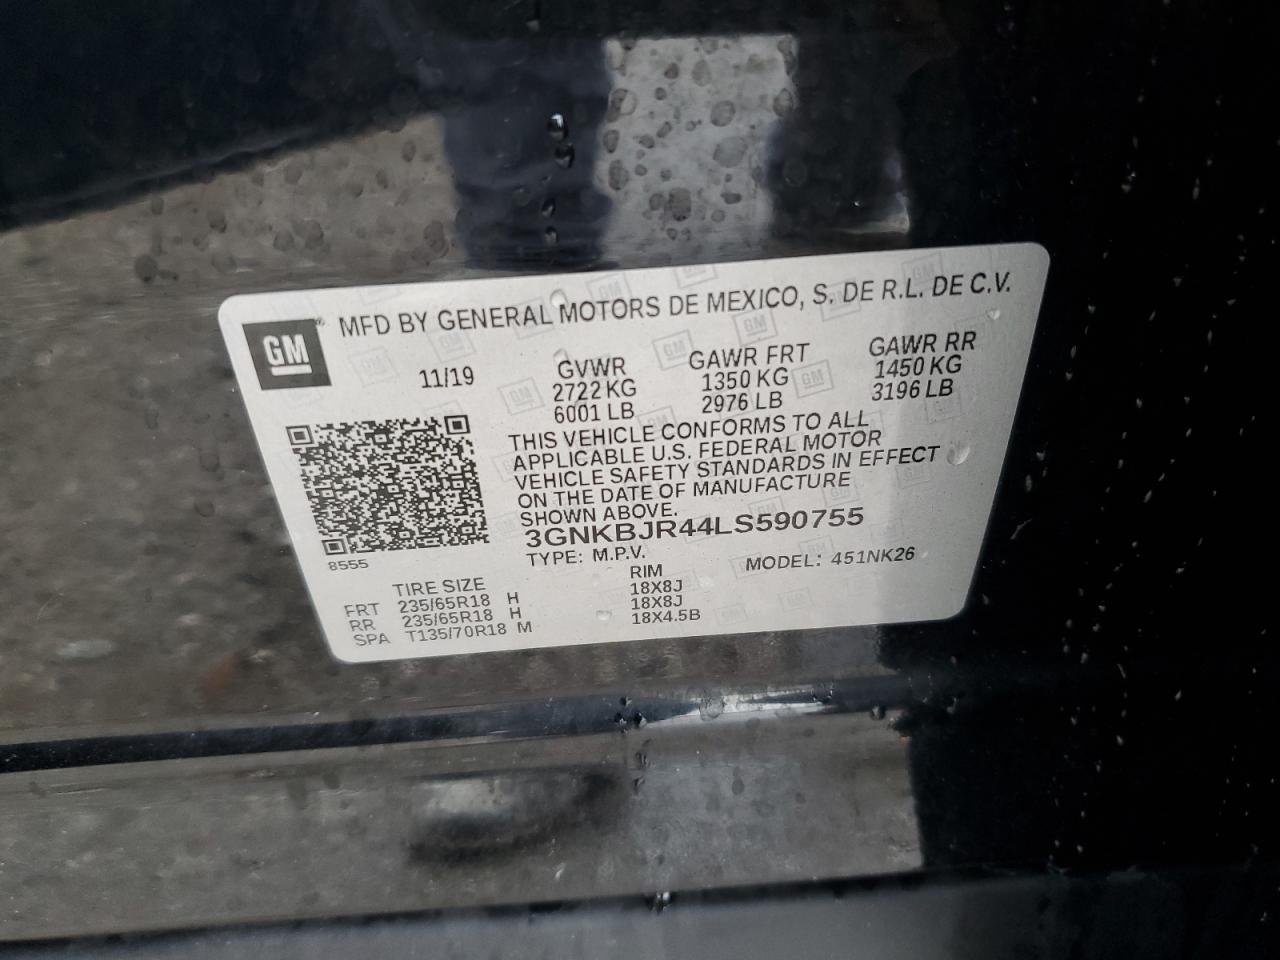 GM
MFD BY GENERAL MOTORS DE MEXICO, S. DE R.L. DE C.V.
11/19
GVWR GAWR FRT GAWR RR
2722 KG 1350 KG 1450 KG
6001 LB 2976 LB 3196 LB
THIS VEHICLE CONFORMS TO ALL
APPLICABLE U.S. FEDERAL MOTOR
VEHICLE SAFETY STANDARDS IN EFFECT
ON THE DATE OF MANUFACTURE
SHOWN ABOVE.
3GNKBJR44LS590755
TYPE: M.P.V. MODEL: 451NK26
8555
TIRE SIZE RIM
FRT 235/65R18 H 18X8J
RR 235/65R18 H 18X8J
SPA T135/70R18 M 18X4.5B